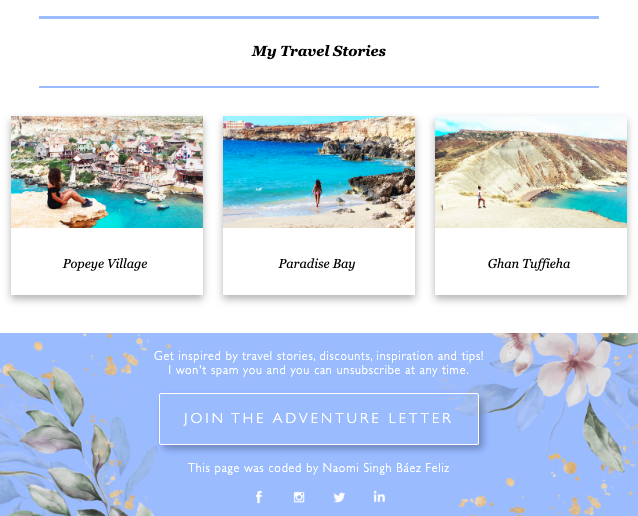 My Travel Stories
Popeye Village
Paradise Bay
Ghan Tuffieha
Get inspired by travel stories, discounts, inspiration and tips!
I won't spam you and you can unsubscribe at any time.
JOIN THE ADVENTURE LETTER
This page was coded by Naomi Singh Báez Feliz